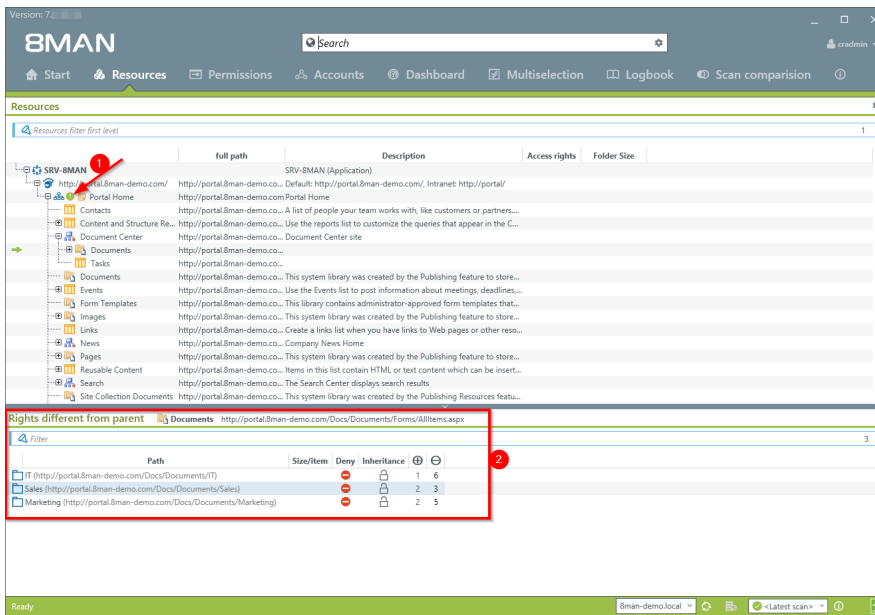 Version: 7.
8MAN
Search
cradmin
Start Resources Permissions Accounts Dashboard Multiselection Logbook Scan comparision
Resources
Resources filter first level 1
full path Description Access rights Folder Size
1
SRV-8MAN SRV-8MAN (Application)
http://portal.8man-demo.com/ http://portal.8man-demo.co... Default: http://portal.8man-demo.com/, Intranet: http://portal/
Portal Home http://portal.8man-demo.com Portal Home
Contacts http://portal.8man-demo.co... A list of people your team works with, like customers or partners....
Content and Structure Re... http://portal.8man-demo.co... Use the reports list to customize the queries that appear in the C...
Document Center http://portal.8man-demo.co... Document Center site
Documents http://portal.8man-demo.co...
Tasks http://portal.8man-demo.co...
Documents http://portal.8man-demo.co... This system library was created by the Publishing feature to store...
Events http://portal.8man-demo.co... Use the Events list to post information about meetings, deadlines,...
Form Templates http://portal.8man-demo.co... This library contains administrator-approved form templates that...
Images http://portal.8man-demo.co... This system library was created by the Publishing feature to store...
Links http://portal.8man-demo.co... Create a links list when you have links to Web pages or other reso...
News http://portal.8man-demo.co... Company News Home
Pages http://portal.8man-demo.co... This system library was created by the Publishing feature to store...
Reusable Content http://portal.8man-demo.co... Items in this list contain HTML or text content which can be insert...
Search http://portal.8man-demo.co... The Search Center displays search results
Site Collection Documents http://portal.8man-demo.co... This system library was created by the Publishing Resources featu...
Rights different from parent Documents http://portal.8man-demo.com/Docs/Documents/Forms/AllItems.aspx
Filter 3
Path Size/item Deny Inheritance
2
IT (http://portal.8man-demo.com/Docs/Documents/IT) 1 6
Sales (http://portal.8man-demo.com/Docs/Documents/Sales) 2 3
Marketing (http://portal.8man-demo.com/Docs/Documents/Marketing) 2 5
Ready 8man-demo.local <Latest scan>